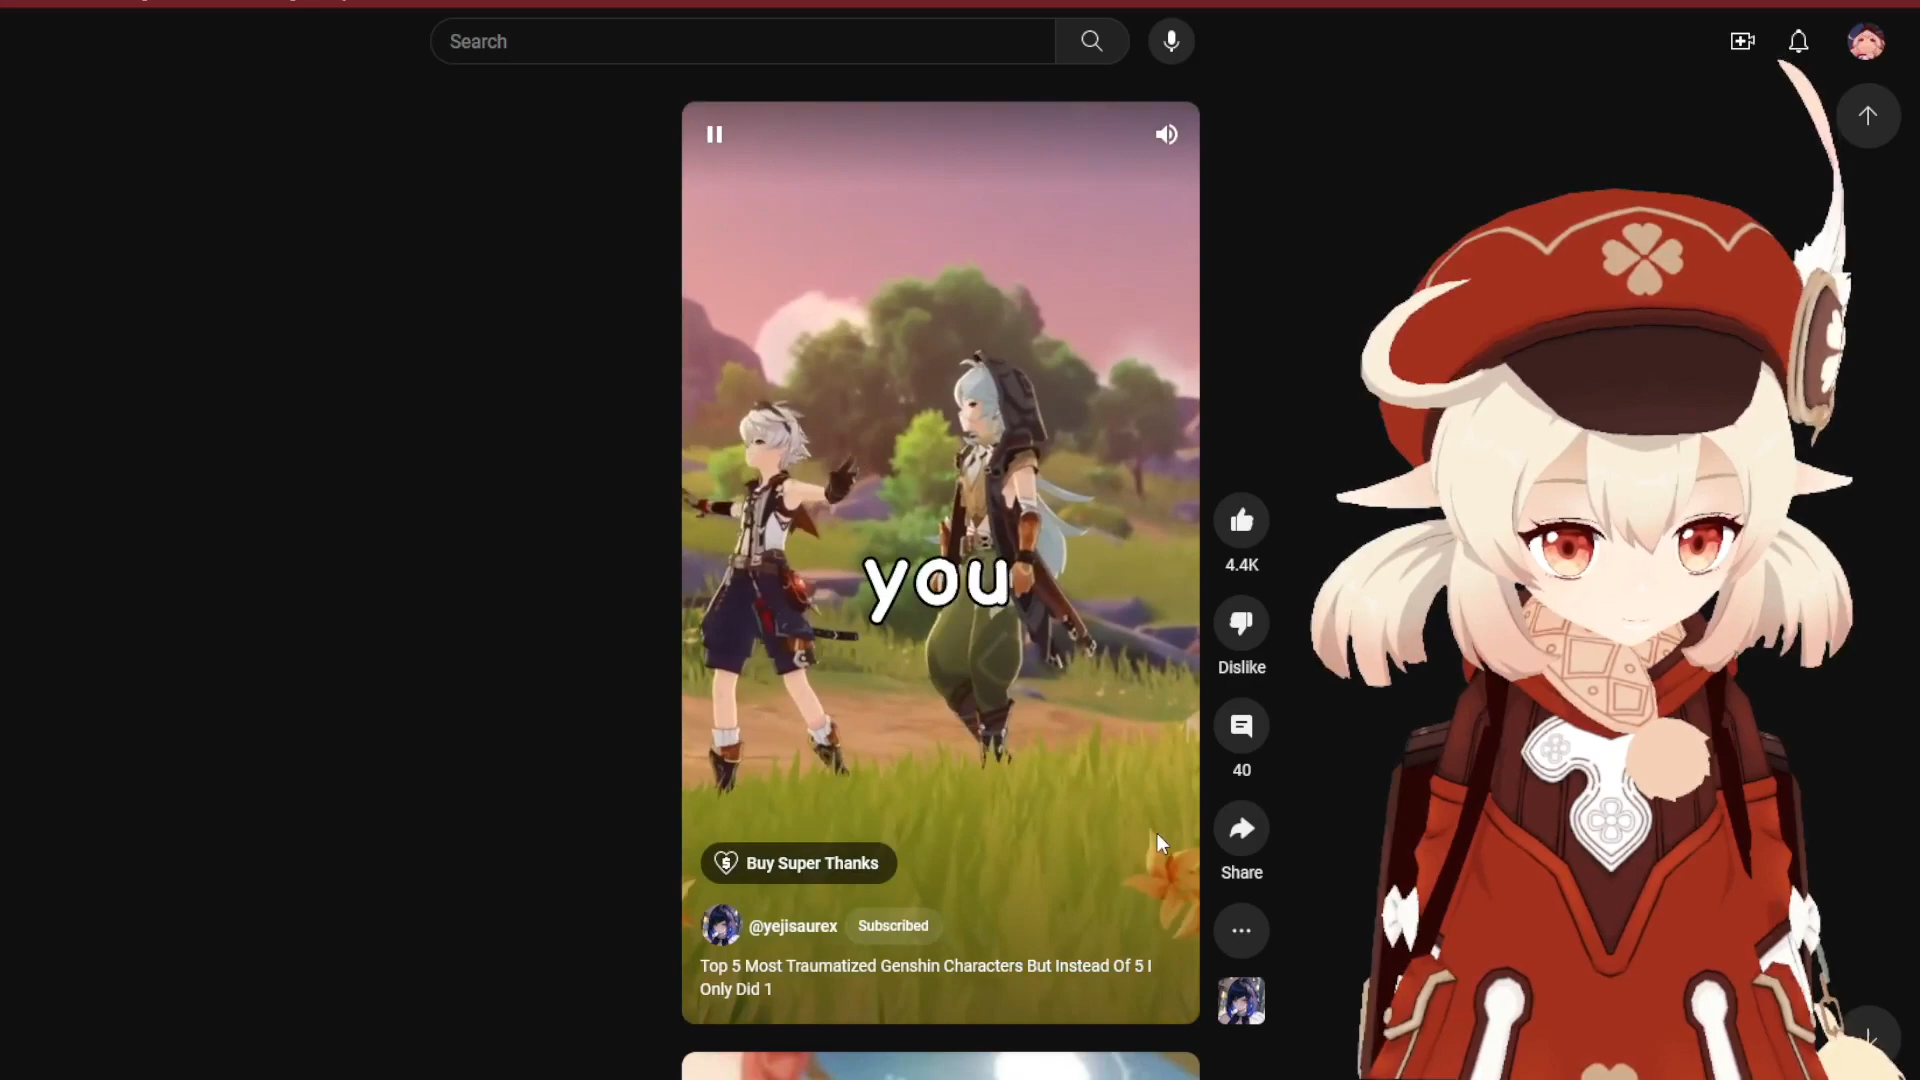 Search
you
4.4K
Dislike
40
Share
Buy Super Thanks
@yejisaurex Subscribed
Top 5 Most Traumatized Genshin Characters But Instead Of 5 I
Only Did 1